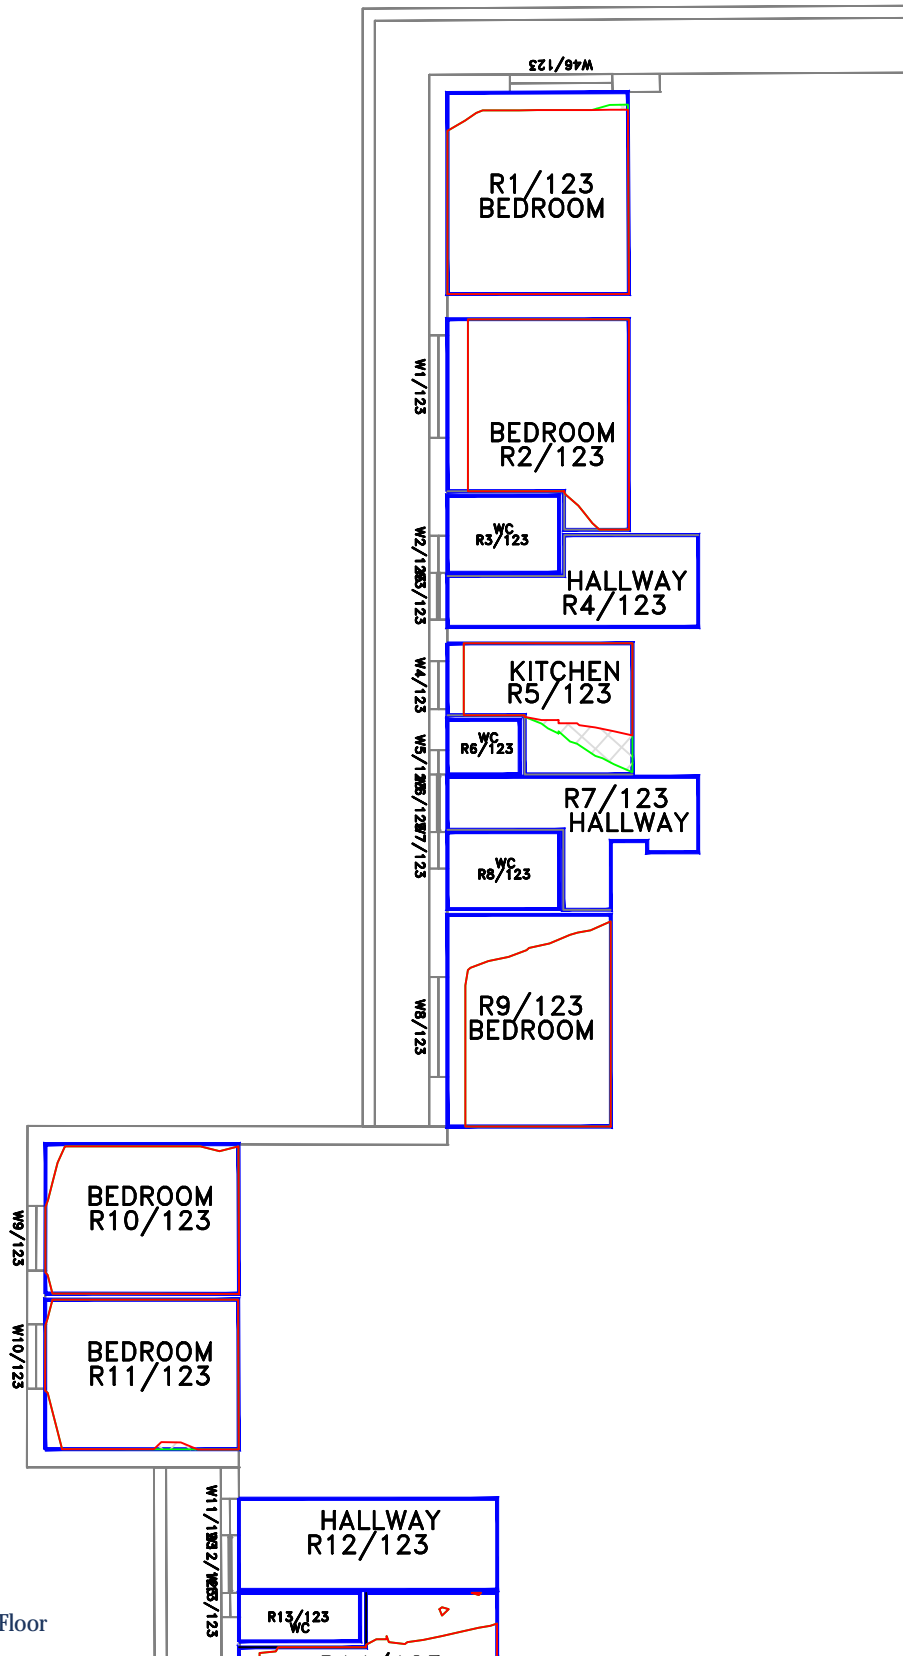 W46/123
R1/123
BEDROOM
W1/123
BEDROOM
R2/123
WC
R3/123
HALLWAY
R4/123
KITCHEN
R5/123
W4/123
WC
R6/123
R7/123
HALLWAY
WC
R8/123
R9/123
BEDROOM
W8/123
BEDROOM
R10/123
W9/123
BEDROOM
R11/123
W10/123
HALLWAY
R12/123
R13/123
WC
Floor